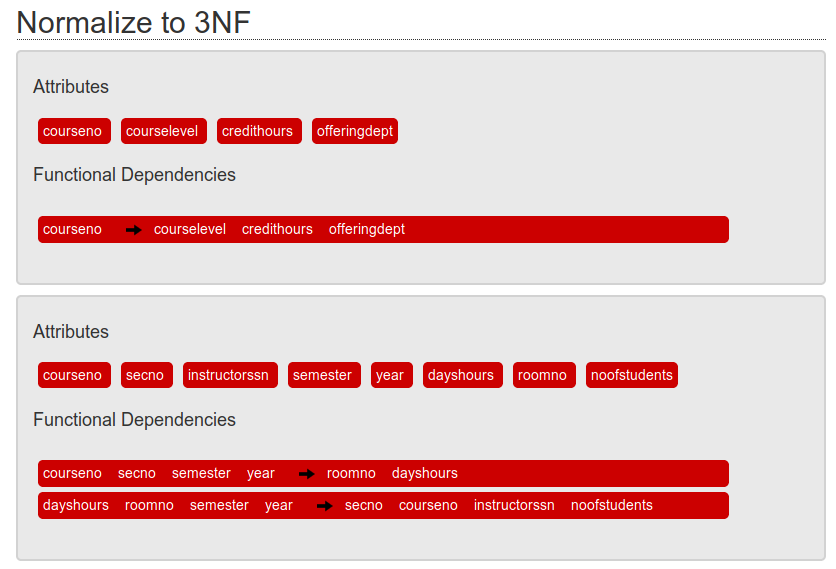 Normalize to 3NF
Attributes
courseno courselevel credithours offeringdept
Functional Dependencies
courseno courselevel credithours offeringdept
Attributes
courseno secno instructorssn semester year dayshours roomno noofstudents
Functional Dependencies
courseno secno semester year roomno dayshours
dayshours roomno semester year secno courseno instructorssn noofstudents